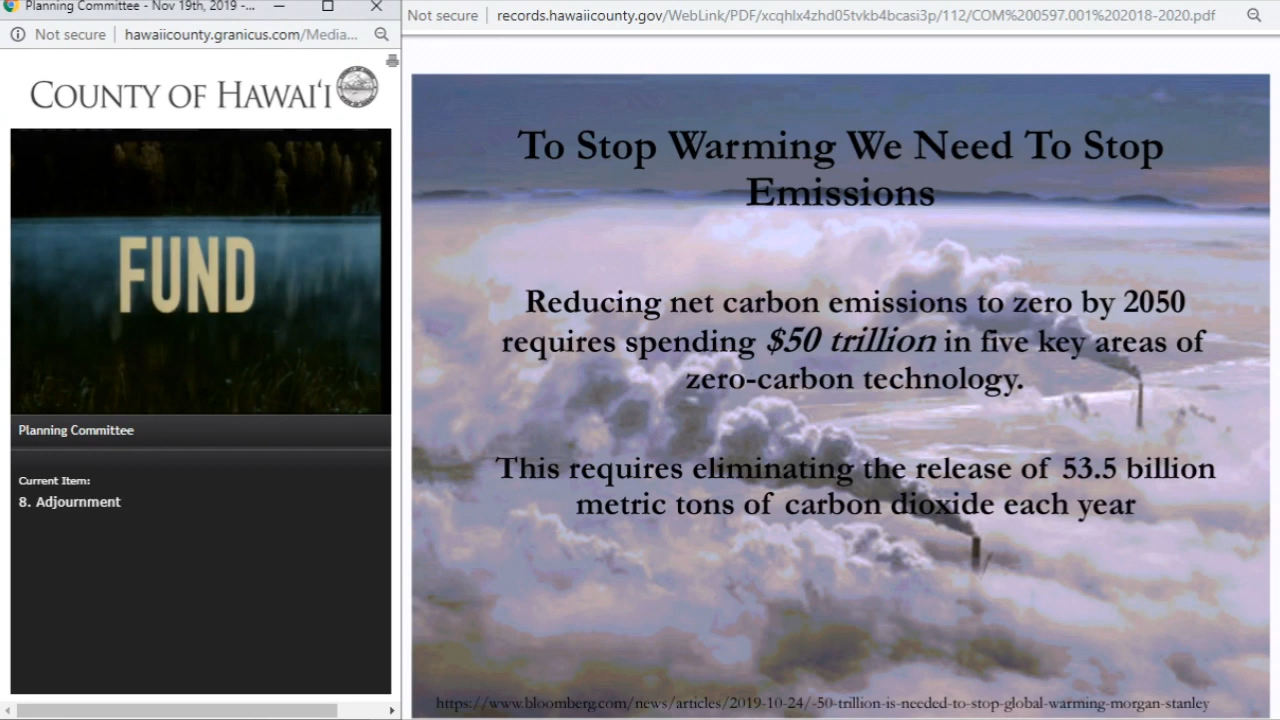 Planning Committee - Nov 19th, 2019 -...
Not secure
hawaiicounty.granicus.com/Media...
COUNTY OF HAWAI‘I
FUND
Planning Committee
Current Item:
8. Adjournment
Not secure
records.hawaiicounty.gov/WebLink/PDF/xcqhlx4zhd05tvkb4bcasi3p/112/COM%200597.001%202018-2020.pdf
To Stop Warming We Need To Stop
Emissions
Reducing net carbon emissions to zero by 2050
requires spending $50 trillion in five key areas of
zero-carbon technology.
This requires eliminating the release of 53.5 billion
metric tons of carbon dioxide each year
https://www.bloomberg.com/news/articles/2019-10-24/-50-trillion-is-needed-to-stop-global-warming-morgan-stanley